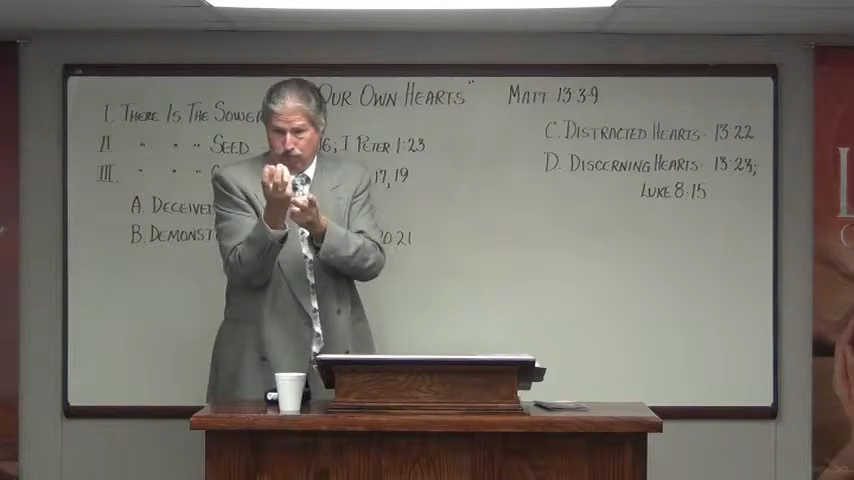 OUR OWN HEARTS" MATT 13:3-9
I. THERE IS THE SOWE
II " " " SEED 6; I PETER 1:23
III. " " " 17, 19
A. DECEIVE
B. DEMONST 20-21
C. DISTRACTED HEARTS - 13:22
D. DISCERNING HEARTS - 13:23;
LUKE 8:15